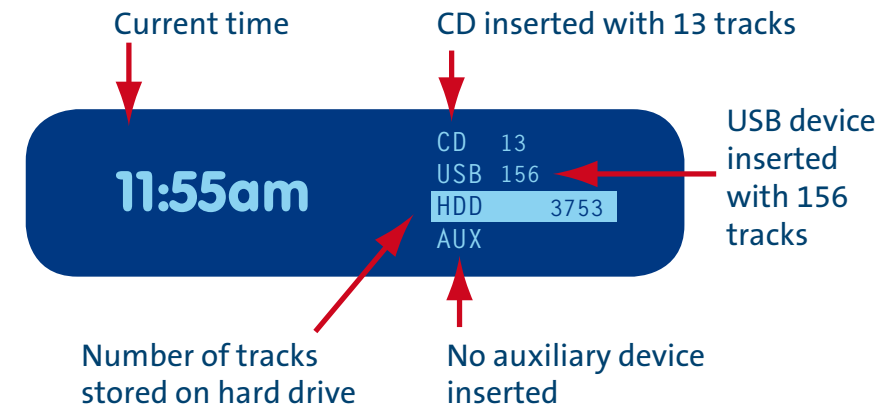 Current time
CD inserted with 13 tracks
11:55am
CD 13
USB 156
HDD 3753
AUX
USB device
inserted
with 156
tracks
Number of tracks
stored on hard drive
No auxiliary device
inserted